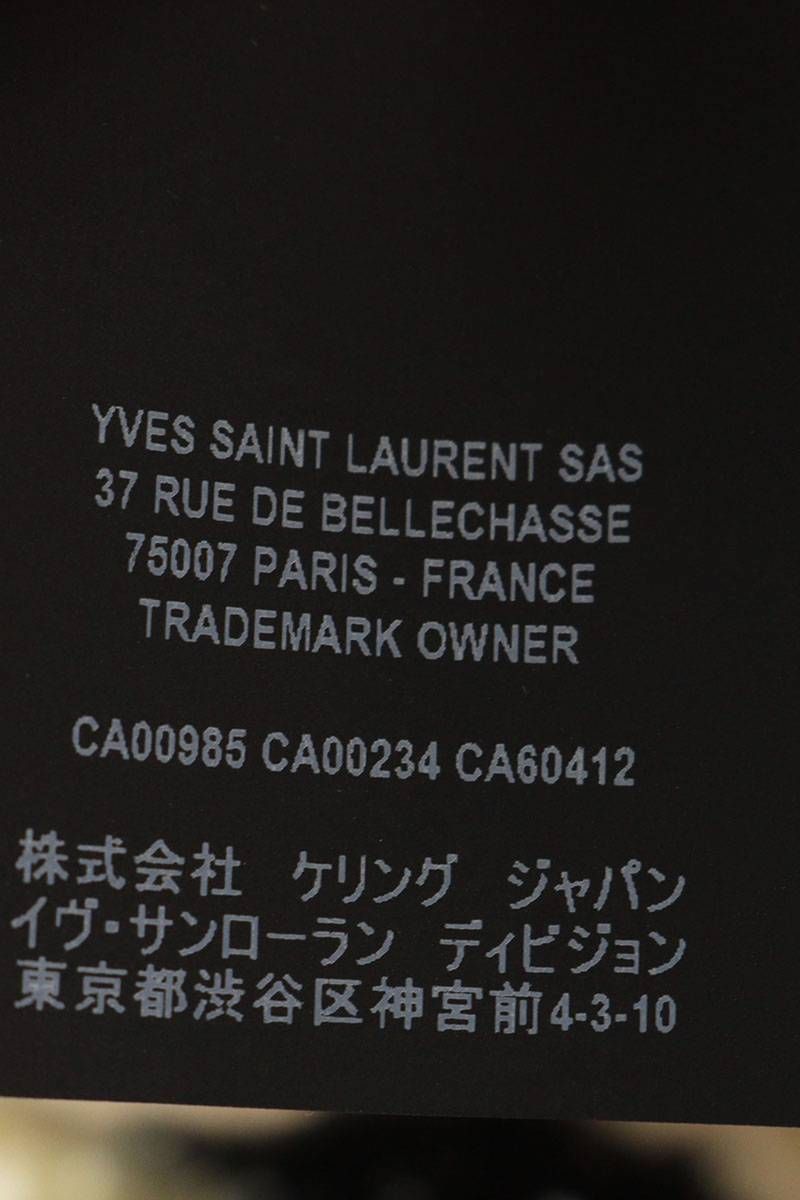 YVES SAINT LAURENT SAS
37 RUE DE BELLECHASSE
75007 PARIS - FRANCE
TRADEMARK OWNER
CA00985 CA00234 CA60412
株式会社 ケリング ジャパン
イヴ・サンローラン ディビジョン
東京都渋谷区神宮前4-3-10